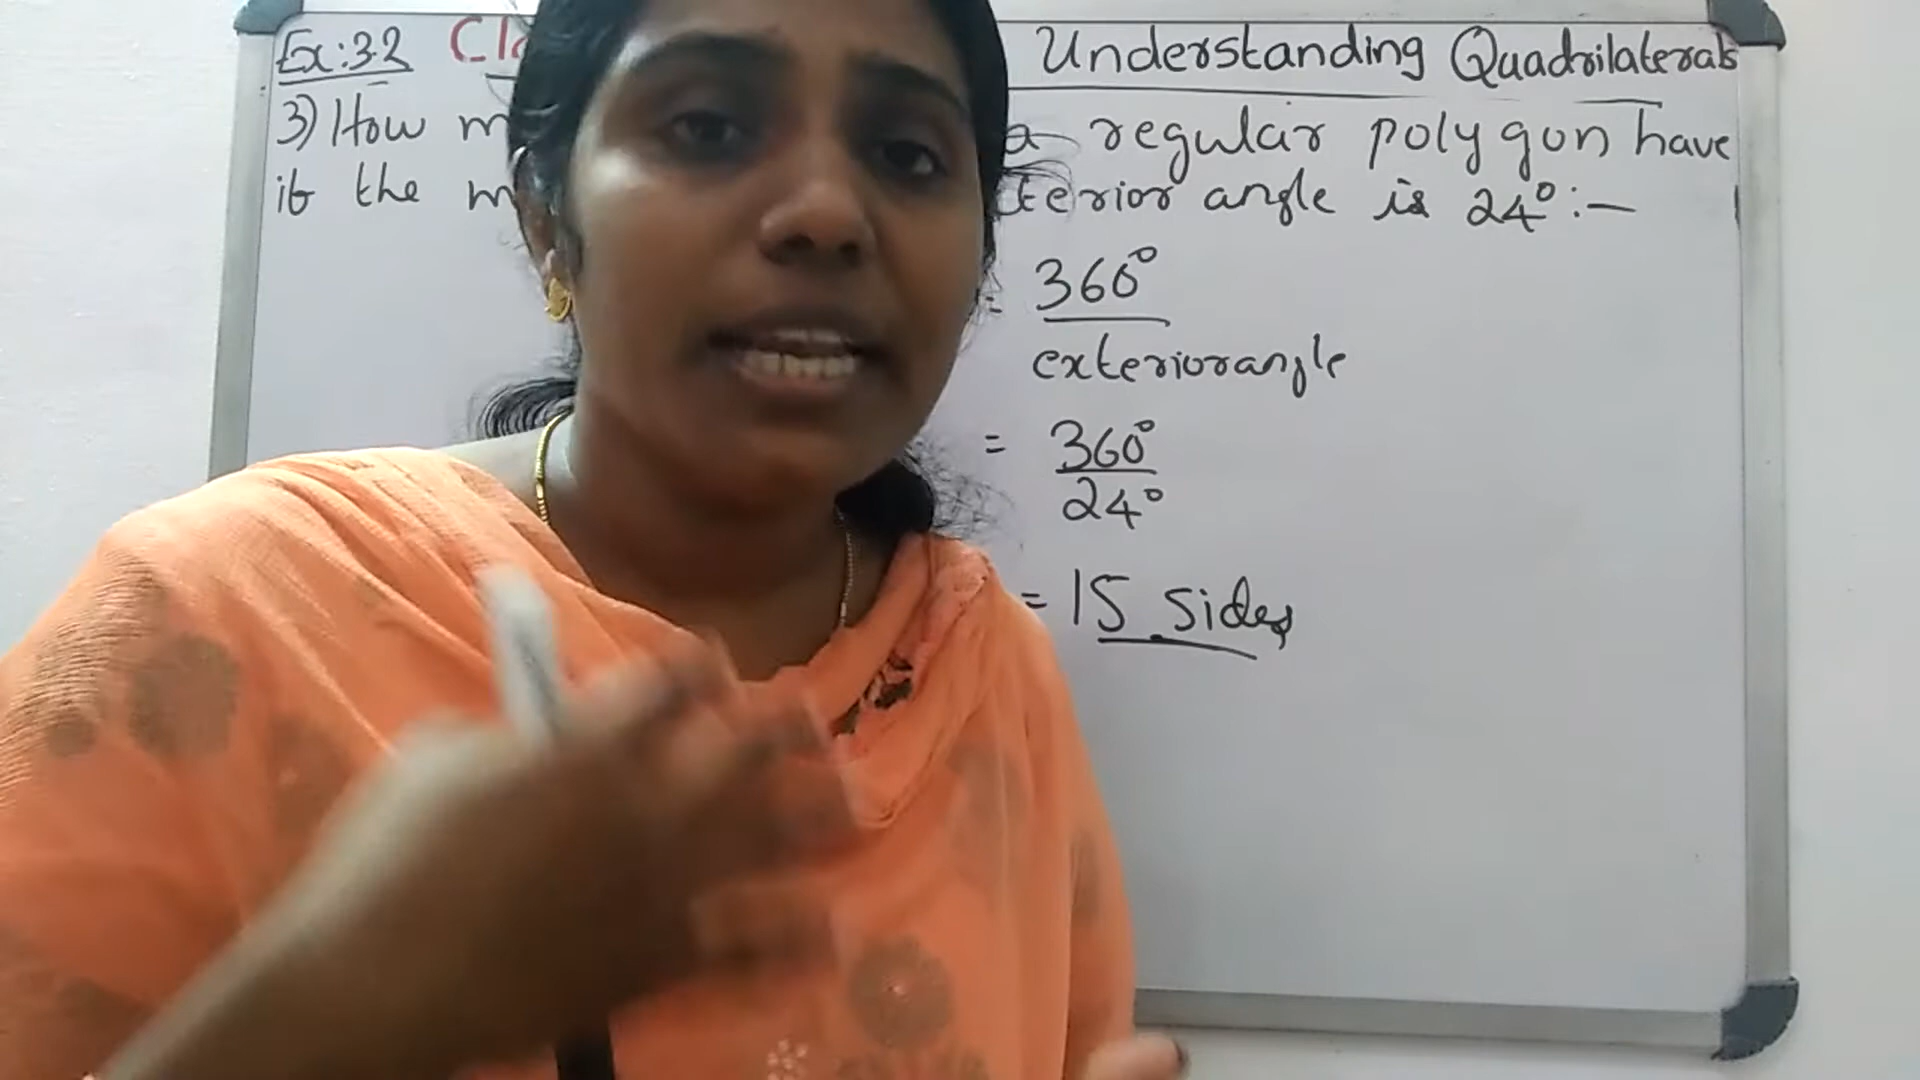 Ex:3.2 Cl Understanding Quadrilaterals
3) How m a regular polygon have
if the m terior angle is 24°:-
= 360°
exteriorangle
= 360°
24°
= 15 sides